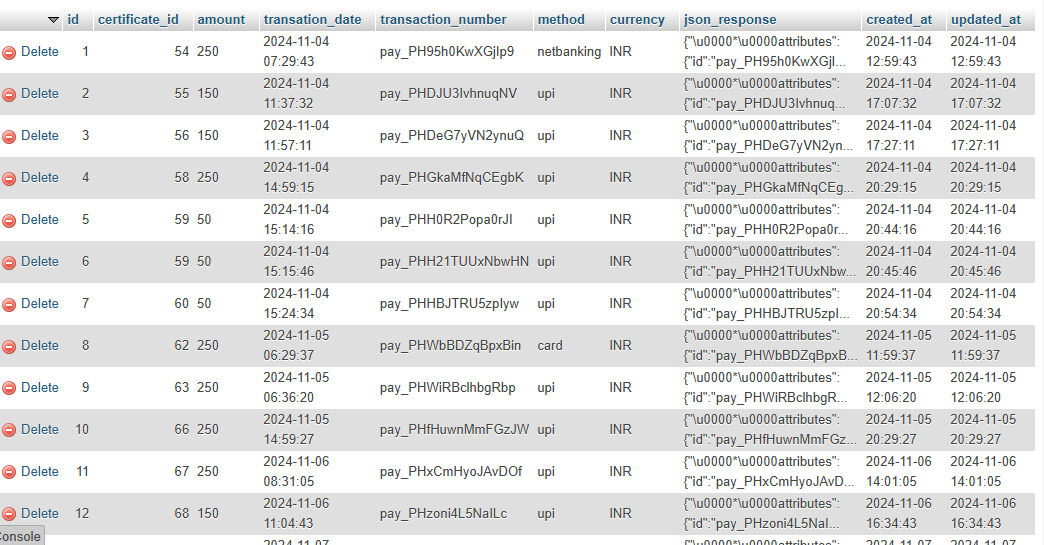 id certificate_id amount transation_date transaction_number method currency json_response created_at updated_at
Delete 1 54 250 2024-11-04 07:29:43 pay_PH95h0KwXGjlp9 netbanking INR {"\u0000*\u0000attributes": {"id":"pay_PH95h0KwXGjl... 2024-11-04 12:59:43 2024-11-04 12:59:43
Delete 2 55 150 2024-11-04 11:37:32 pay_PHDJU3IvhnuqNV upi INR {"\u0000*\u0000attributes": {"id":"pay_PHDJU3Ivhnuq... 2024-11-04 17:07:32 2024-11-04 17:07:32
Delete 3 56 150 2024-11-04 11:57:11 pay_PHDeG7yVN2ynuQ upi INR {"\u0000*\u0000attributes": {"id":"pay_PHDeG7yVN2yn... 2024-11-04 17:27:11 2024-11-04 17:27:11
Delete 4 58 250 2024-11-04 14:59:15 pay_PHGkaMfNqCEgbK upi INR {"\u0000*\u0000attributes": {"id":"pay_PHGkaMfNqCEg... 2024-11-04 20:29:15 2024-11-04 20:29:15
Delete 5 59 50 2024-11-04 15:14:16 pay_PHH0R2Popa0rJl upi INR {"\u0000*\u0000attributes": {"id":"pay_PHH0R2Popa0r... 2024-11-04 20:44:16 2024-11-04 20:44:16
Delete 6 59 50 2024-11-04 15:15:46 pay_PHH21TUUxNbwHN upi INR {"\u0000*\u0000attributes": {"id":"pay_PHH21TUUxNbw... 2024-11-04 20:45:46 2024-11-04 20:45:46
Delete 7 60 50 2024-11-04 15:24:34 pay_PHHBJTRU5zpIyw upi INR {"\u0000*\u0000attributes": {"id":"pay_PHHBJTRU5zpI... 2024-11-04 20:54:34 2024-11-04 20:54:34
Delete 8 62 250 2024-11-05 06:29:37 pay_PHWbBDZqBpxBin card INR {"\u0000*\u0000attributes": {"id":"pay_PHWbBDZqBpxB... 2024-11-05 11:59:37 2024-11-05 11:59:37
Delete 9 63 250 2024-11-05 06:36:20 pay_PHWiRBclhbgRbp upi INR {"\u0000*\u0000attributes": {"id":"pay_PHWiRBclhbgR... 2024-11-05 12:06:20 2024-11-05 12:06:20
Delete 10 66 250 2024-11-05 14:59:27 pay_PHfHuwnMmFGzJW upi INR {"\u0000*\u0000attributes": {"id":"pay_PHfHuwnMmFGz... 2024-11-05 20:29:27 2024-11-05 20:29:27
Delete 11 67 250 2024-11-06 08:31:05 pay_PHxCmHyoJAvDOf upi INR {"\u0000*\u0000attributes": {"id":"pay_PHxCmHyoJAvD... 2024-11-06 14:01:05 2024-11-06 14:01:05
Delete 12 68 150 2024-11-06 11:04:43 pay_PHzoni4L5NaILc upi INR {"\u0000*\u0000attributes": {"id":"pay_PHzoni4L5NaI... 2024-11-06 16:34:43 2024-11-06 16:34:43
Console